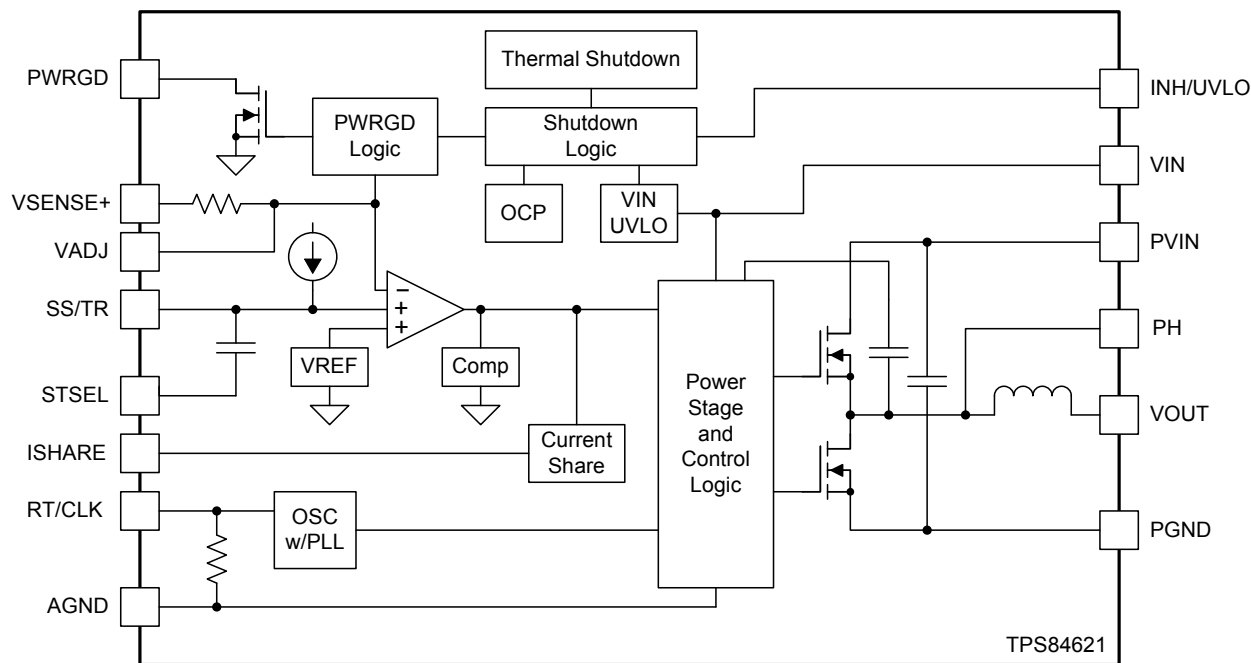 Thermal Shutdown
PWRGD
INH/UVLO
PWRGD
Logic
Shutdown
Logic
VIN
VSENSE+
OCP
VIN
UVLO
VADJ
PVIN
SS/TR
−
+
+
PH
VREF
Comp
STSEL
Power
Stage
and
Control
Logic
VOUT
ISHARE
Current
Share
RT/CLK
OSC
w/PLL
PGND
AGND
TPS84621